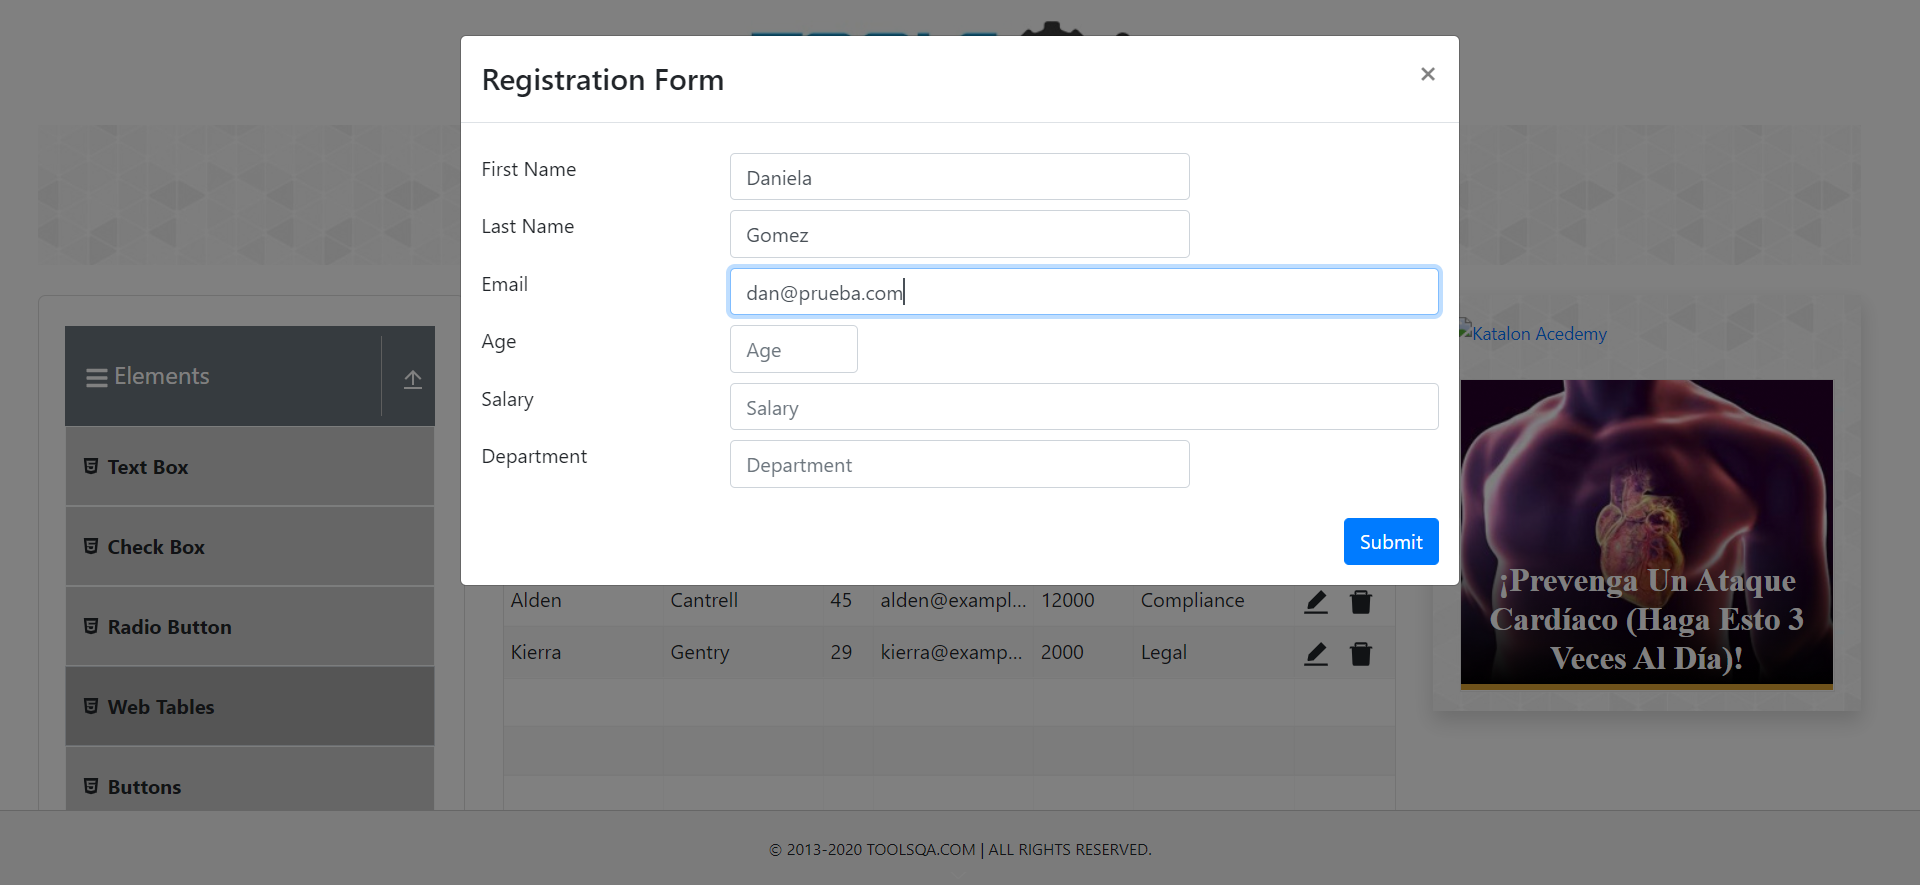 Registration Form
×
First Name
Daniela
Last Name
Gomez
Email
dan@prueba.com
Age
Age
Salary
Salary
Department
Department
Submit
Elements
Text Box
Check Box
Radio Button
Web Tables
Buttons
Alden Cantrell 45 alden@exampl... 12000 Compliance
Kierra Gentry 29 kierra@examp... 2000 Legal
Katalon Acedemy
¡Prevenga Un Ataque
Cardíaco (Haga Esto 3
Veces Al Día)!
© 2013-2020 TOOLSQA.COM | ALL RIGHTS RESERVED.